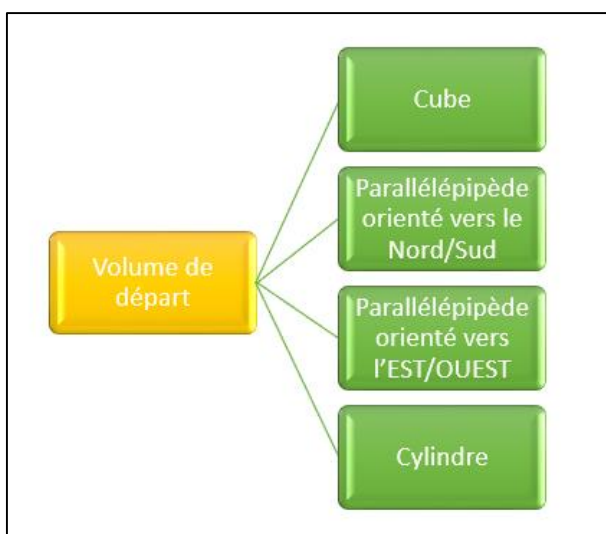 Volume de
départ
Cube
Parallélépipède
orienté vers le
Nord/Sud
Parallélépipède
orienté vers
l'EST/OUEST
Cylindre